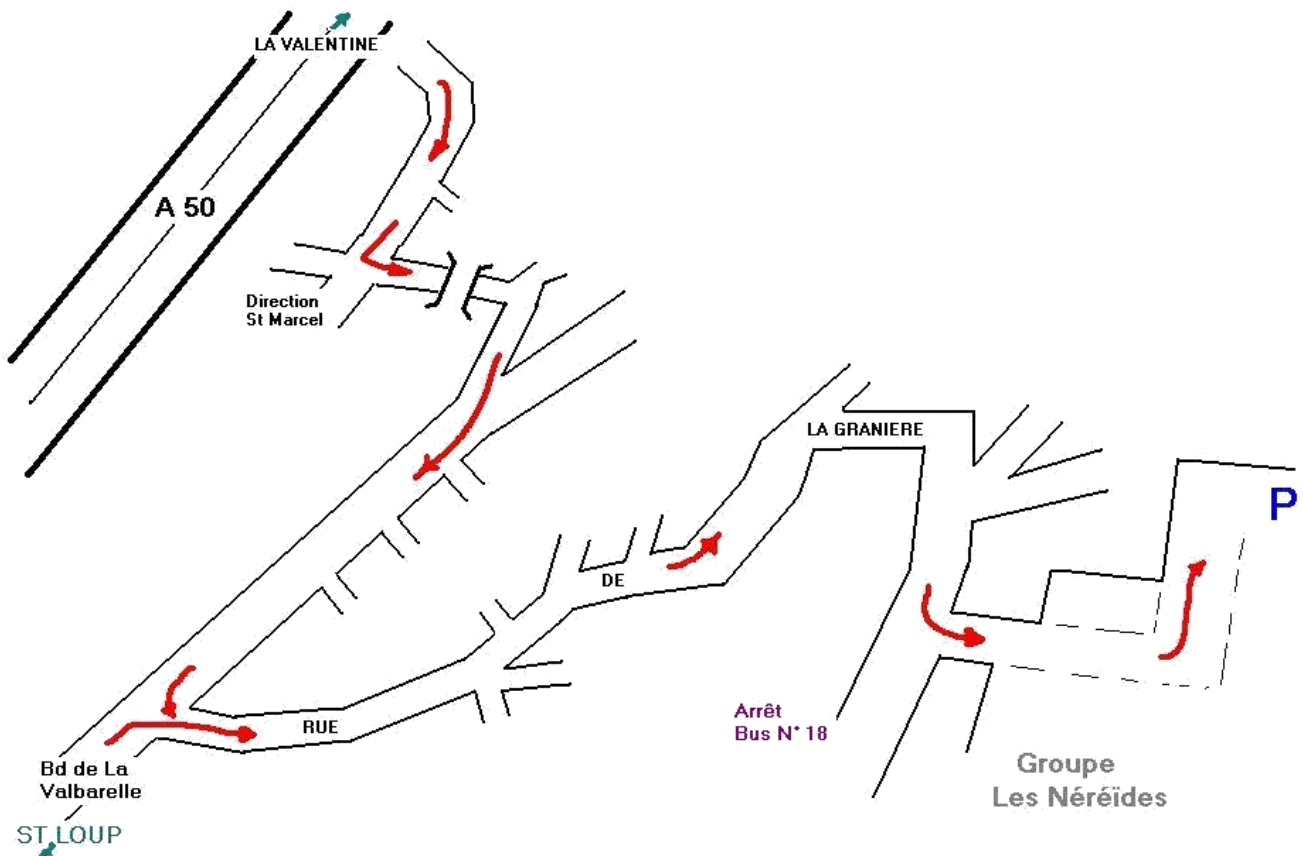 LA VALENTINE
A 50
Direction
St Marcel
LA GRANIERE
P
DE
RUE
Arrêt
Bus N° 18
Bd de La
Valbarelle
Groupe
Les Néréïdes
ST LOUP